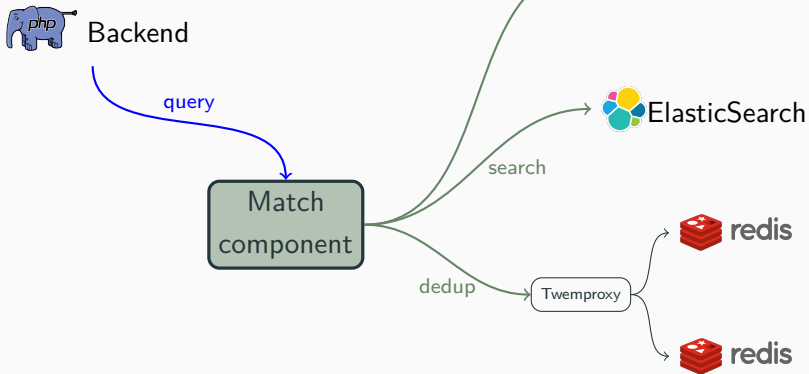 php
Backend
query
ElasticSearch
search
Match
component
redis
dedup
Twemproxy
redis